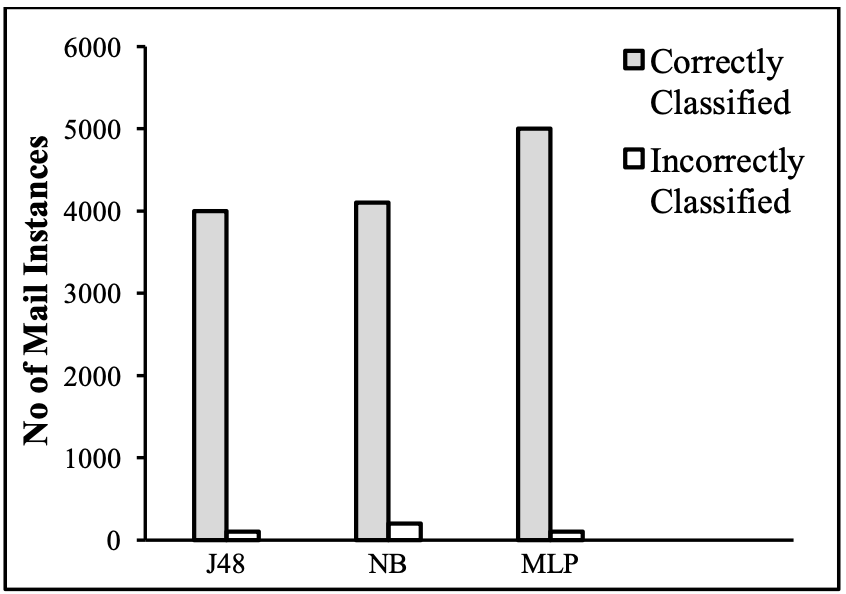 6000
5000
4000
3000
2000
1000
0
No of Mail Instances
J48
NB
MLP
Correctly
Classified
Incorrectly
Classified